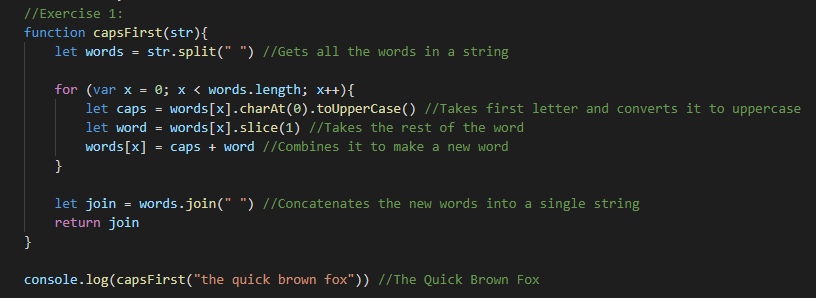 //Exercise 1:
function capsFirst(str){
    let words = str.split(" ") //Gets all the words in a string

    for (var x = 0; x < words.length; x++){
        let caps = words[x].charAt(0).toUpperCase() //Takes first letter and converts it to uppercase
        let word = words[x].slice(1) //Takes the rest of the word
        words[x] = caps + word //Combines it to make a new word
    }

    let join = words.join(" ") //Concatenates the new words into a single string
    return join
}

console.log(capsFirst("the quick brown fox")) //The Quick Brown Fox